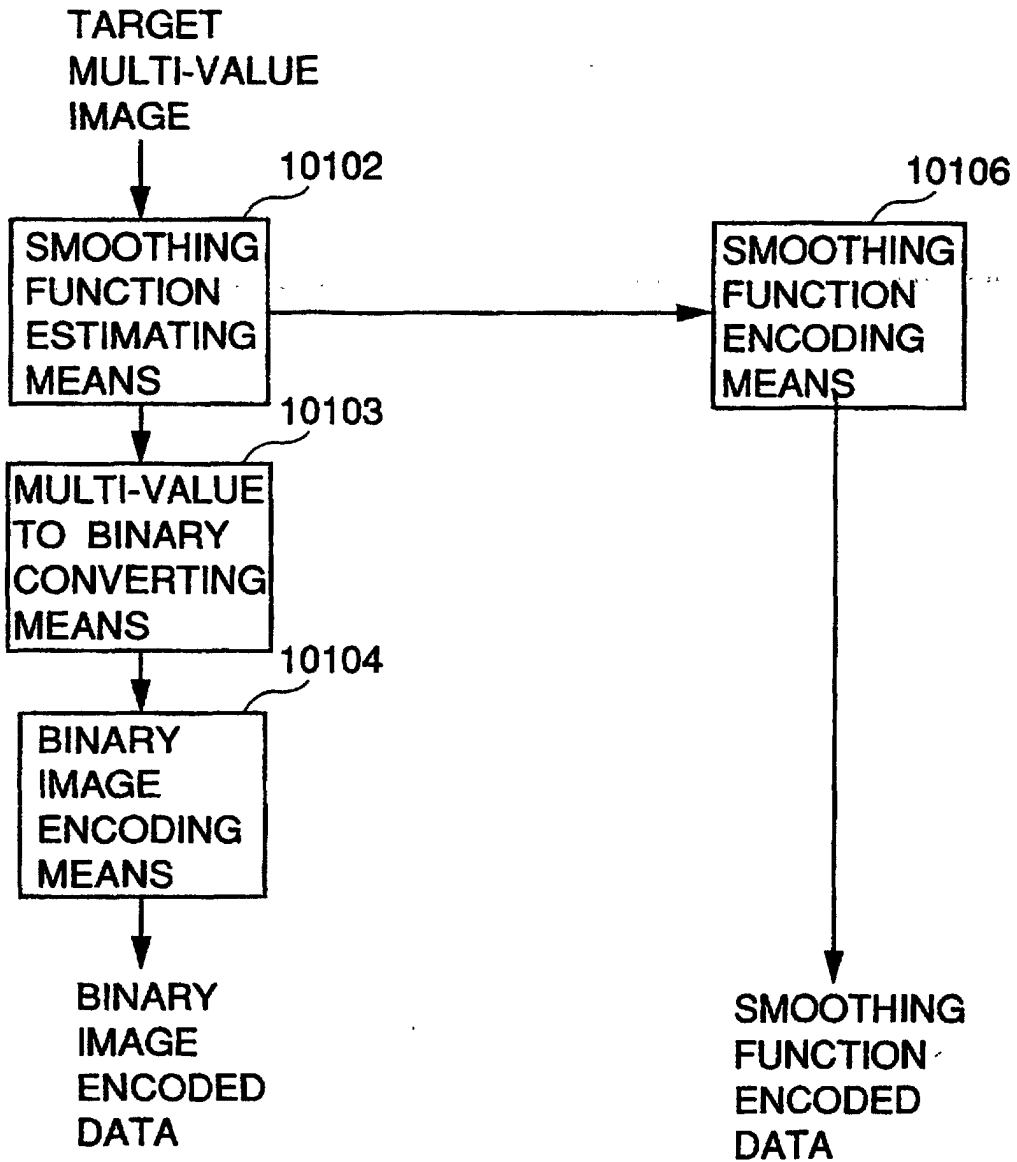 TARGET
MULTI-VALUE
IMAGE
10102
SMOOTHING
FUNCTION
ESTIMATING
MEANS
10106
SMOOTHING
FUNCTION
ENCODING
MEANS
10103
MULTI-VALUE
TO BINARY
CONVERTING
MEANS
10104
BINARY
IMAGE
ENCODING
MEANS
BINARY
IMAGE
ENCODED
DATA
SMOOTHING
FUNCTION
ENCODED
DATA